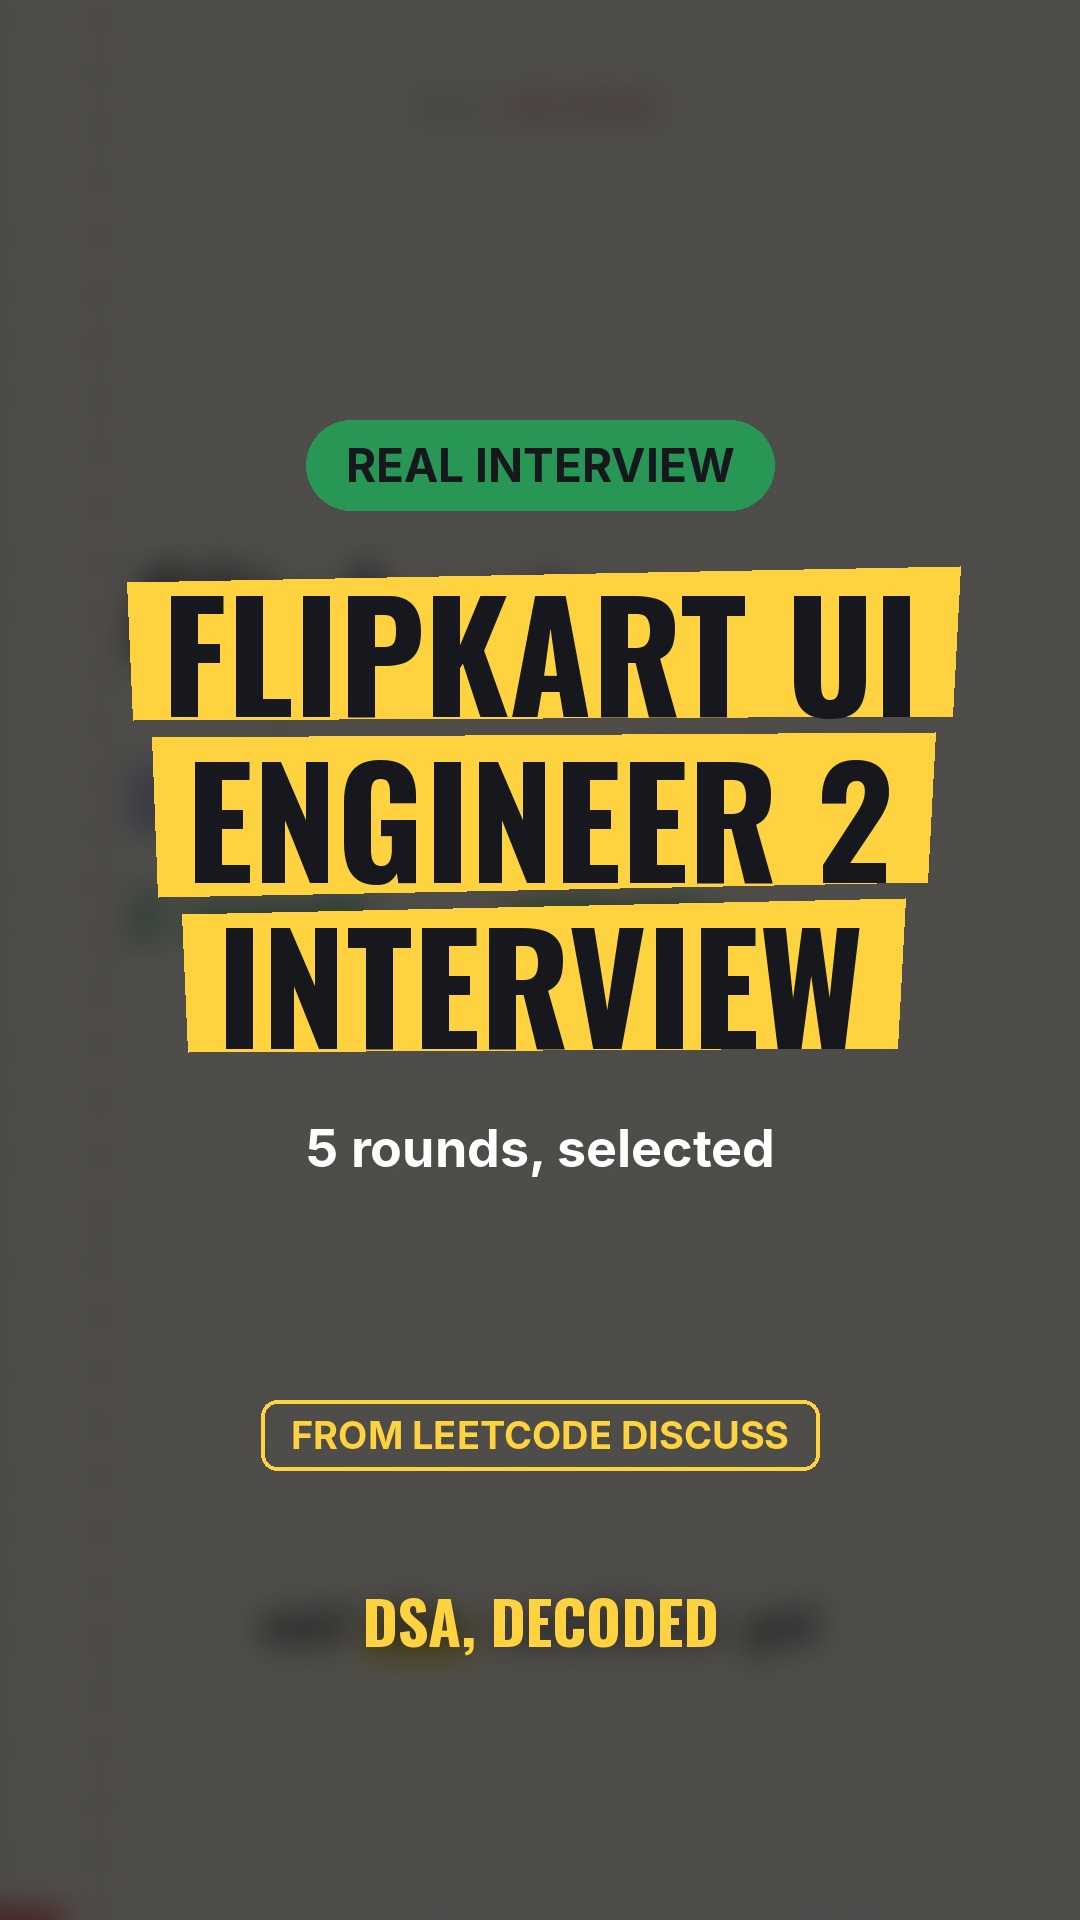 REAL INTERVIEW
FLIPKART UI
ENGINEER 2
INTERVIEW
5 rounds, selected
FROM LEETCODE DISCUSS
DSA, DECODED